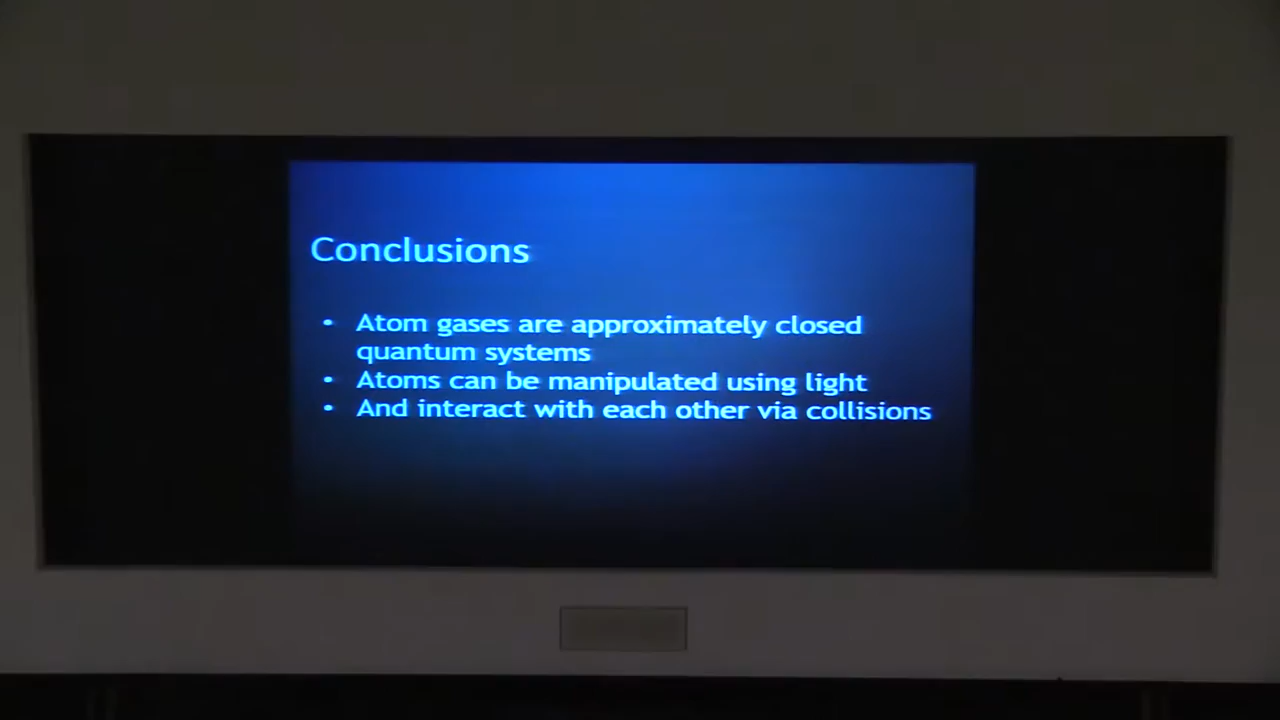 Conclusions
• Atom gases are approximately closed
quantum systems
• Atoms can be manipulated using light
• And interact with each other via collisions